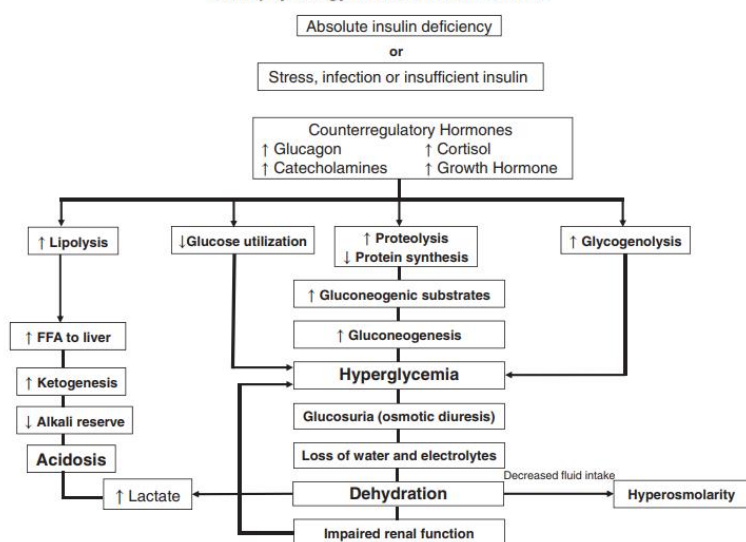 Absolute insulin deficiency
or
Stress, infection or insufficient insulin
Counterregulatory Hormones
↑ Glucagon ↑ Cortisol
↑ Catecholamines ↑ Growth Hormone
↑ Lipolysis
↓Glucose utilization
↑ Proteolysis
↓ Protein synthesis
↑ Glycogenolysis
↑ Gluconeogenic substrates
↑ FFA to liver
↑ Gluconeogenesis
Hyperglycemia
↑ Ketogenesis
↓ Alkali reserve
Glucosuria (osmotic diuresis)
Acidosis
Loss of water and electrolytes
Decreased fluid intake
↑ Lactate
Dehydration
Hyperosmolarity
Impaired renal function